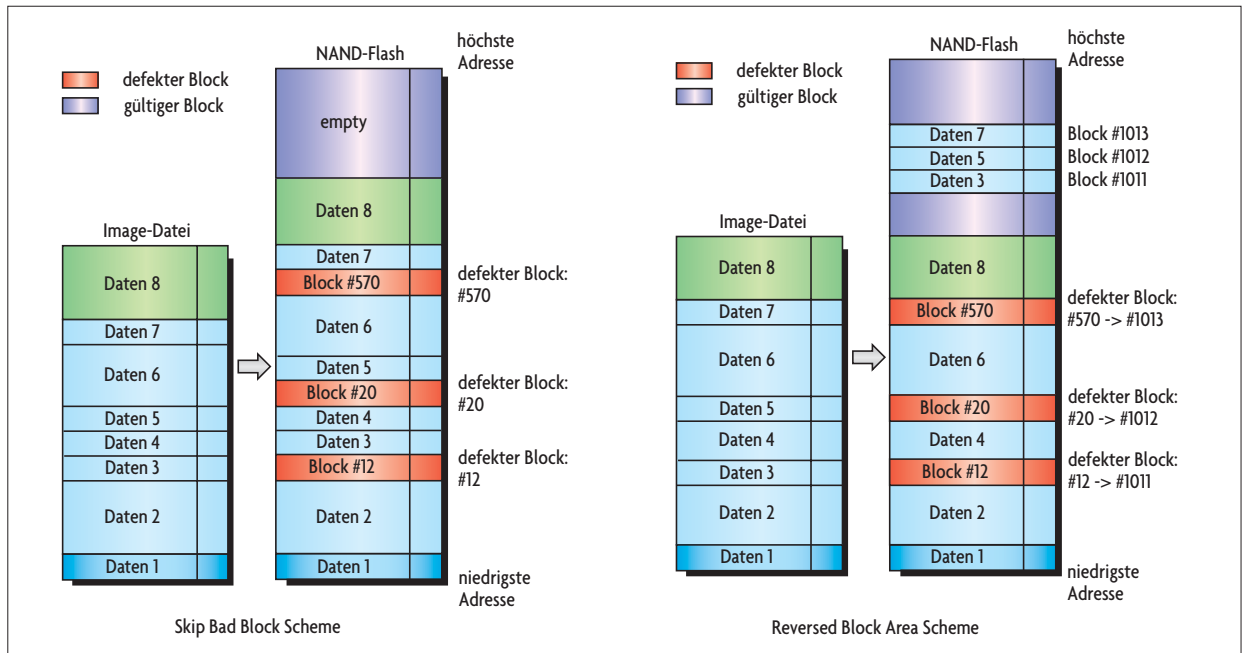 NAND-Flash
höchste
Adresse
defekter Block
gültiger Block
empty
Daten 8
Daten 7
Block #570
defekter Block:
#570
Daten 6
Daten 5
Block #20
defekter Block:
#20
Daten 4
Daten 3
Block #12
defekter Block:
#12
Daten 2
Daten 1
niedrigste
Adresse
Image-Datei
Daten 8
Daten 7
Daten 6
Daten 5
Daten 4
Daten 3
Daten 2
Daten 1
Skip Bad Block Scheme
NAND-Flash
höchste
Adresse
defekter Block
gültiger Block
Daten 7
Block #1013
Daten 5
Block #1012
Daten 3
Block #1011
Daten 8
Block #570
defekter Block:
#570 -> #1013
Daten 6
Block #20
defekter Block:
#20 -> #1012
Daten 4
Block #12
defekter Block:
#12 -> #1011
Daten 2
Daten 1
niedrigste
Adresse
Image-Datei
Daten 8
Daten 7
Daten 6
Daten 5
Daten 4
Daten 3
Daten 2
Daten 1
Reversed Block Area Scheme